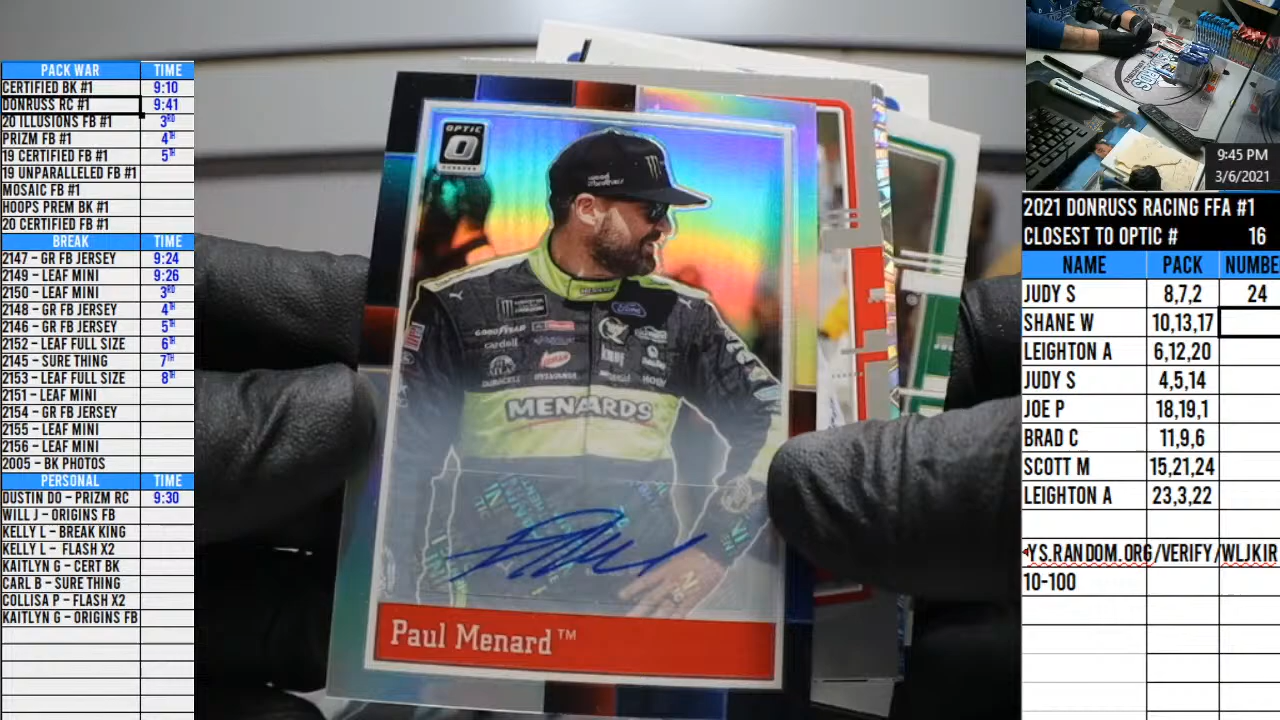 PACK WAR TIME
CERTIFIED BK #1 9:10
DONRUSS RC #1 9:41
20 ILLUSIONS FB #1 3RD
PRIZM FB #1 4TH
19 CERTIFIED FB #1 5TH
19 UNPARALLELED FB #1
MOSAIC FB #1
HOOPS PREM BK #1
20 CERTIFIED FB #1
BREAK TIME
2147 – GR FB JERSEY 9:24
2149 – LEAF MINI 9:26
2150 – LEAF MINI 3RD
2148 – GR FB JERSEY 4TH
2146 – GR FB JERSEY 5TH
2152 – LEAF FULL SIZE 6TH
2145 – SURE THING 7TH
2153 – LEAF FULL SIZE 8TH
2151 – LEAF MINI
2154 – GR FB JERSEY
2155 – LEAF MINI
2156 – LEAF MINI
2005 – BK PHOTOS
PERSONAL TIME
DUSTIN DO – PRIZM RC 9:30
WILL J – ORIGINS FB
KELLY L – BREAK KING
KELLY L – FLASH X2
KAITLYN G – CERT BK
CARL B – SURE THING
COLLISA P – FLASH X2
KAITLYN G – ORIGINS FB
OPTIC
DONRUSS
GOODYEAR
Ford
cardell
DURACELL
SYLVANIA
MENARDS
Paul Menard™
9:45 PM
3/6/2021
2021 DONRUSS RACING FFA #1
CLOSEST TO OPTIC # 16
NAME PACK NUMBE
JUDY S 8,7,2 24
SHANE W 10,13,17
LEIGHTON A 6,12,20
JUDY S 4,5,14
JOE P 18,19,1
BRAD C 11,9,6
SCOTT M 15,21,24
LEIGHTON A 23,3,22
YS.RANDOM.ORG/VERIFY/WLJKIR
10-100